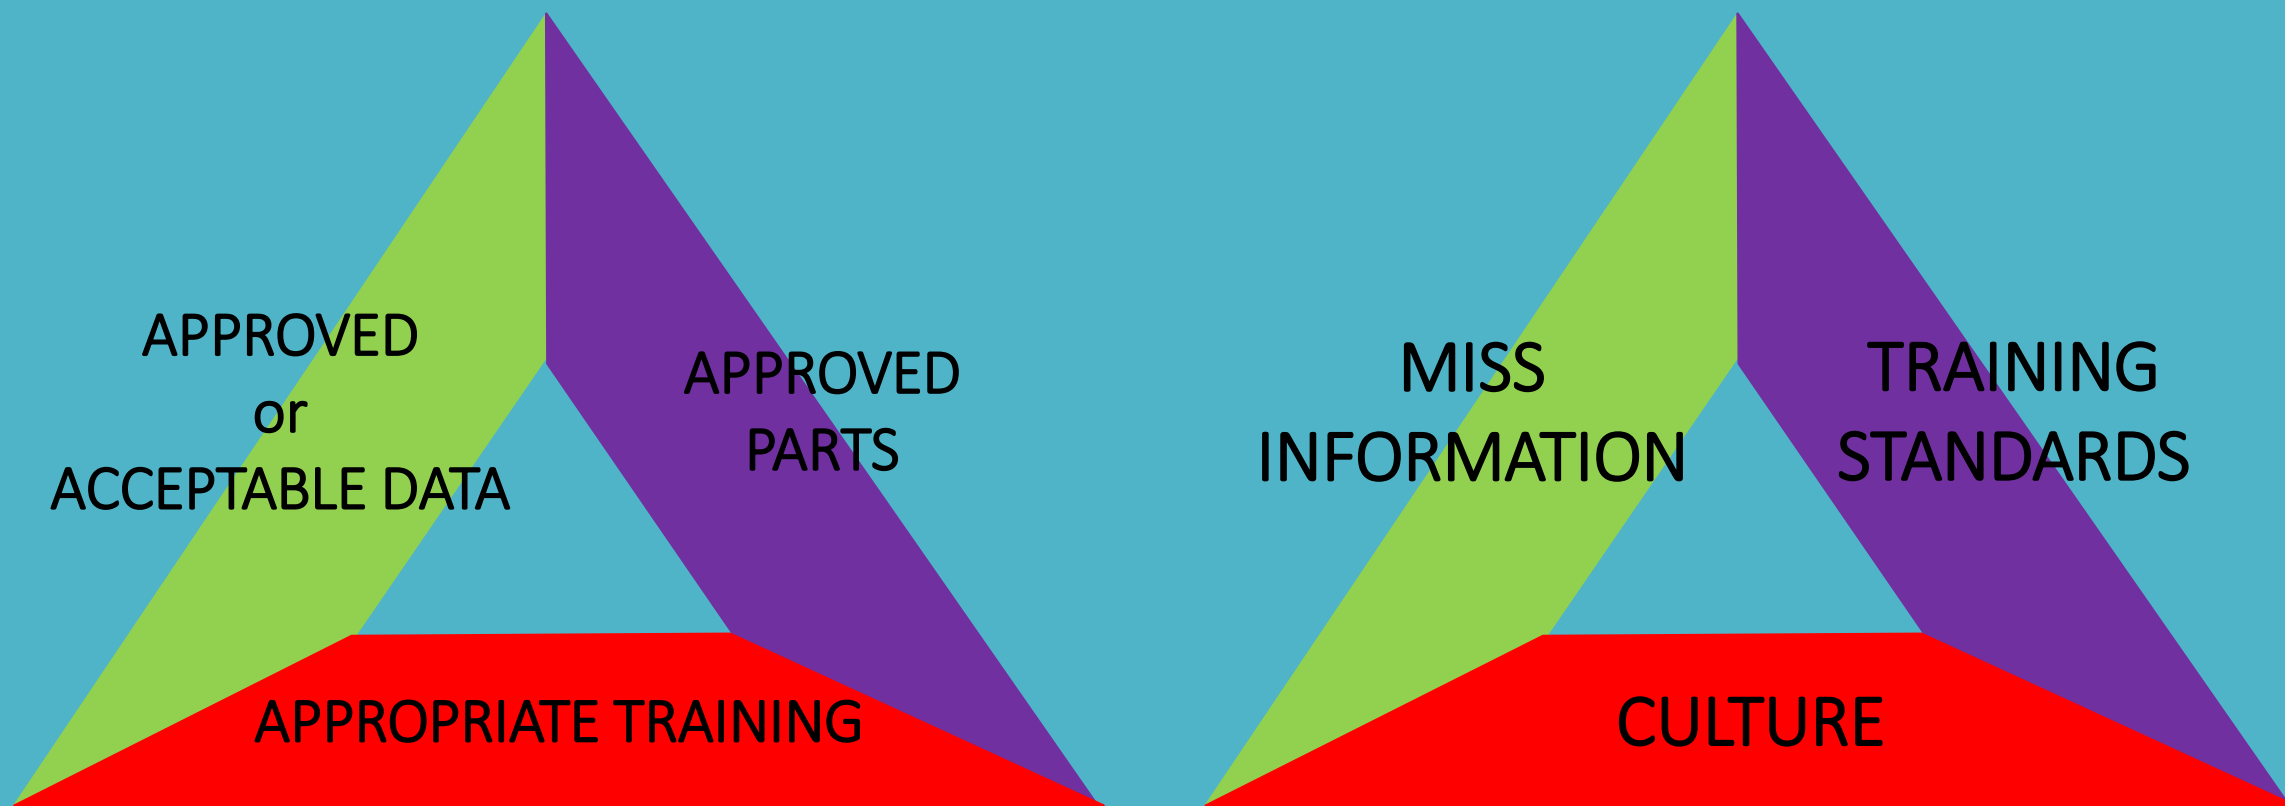 APPROVED
or
ACCEPTABLE DATA
APPROVED
PARTS
APPROPRIATE TRAINING
MISS
INFORMATION
TRAINING
STANDARDS
CULTURE